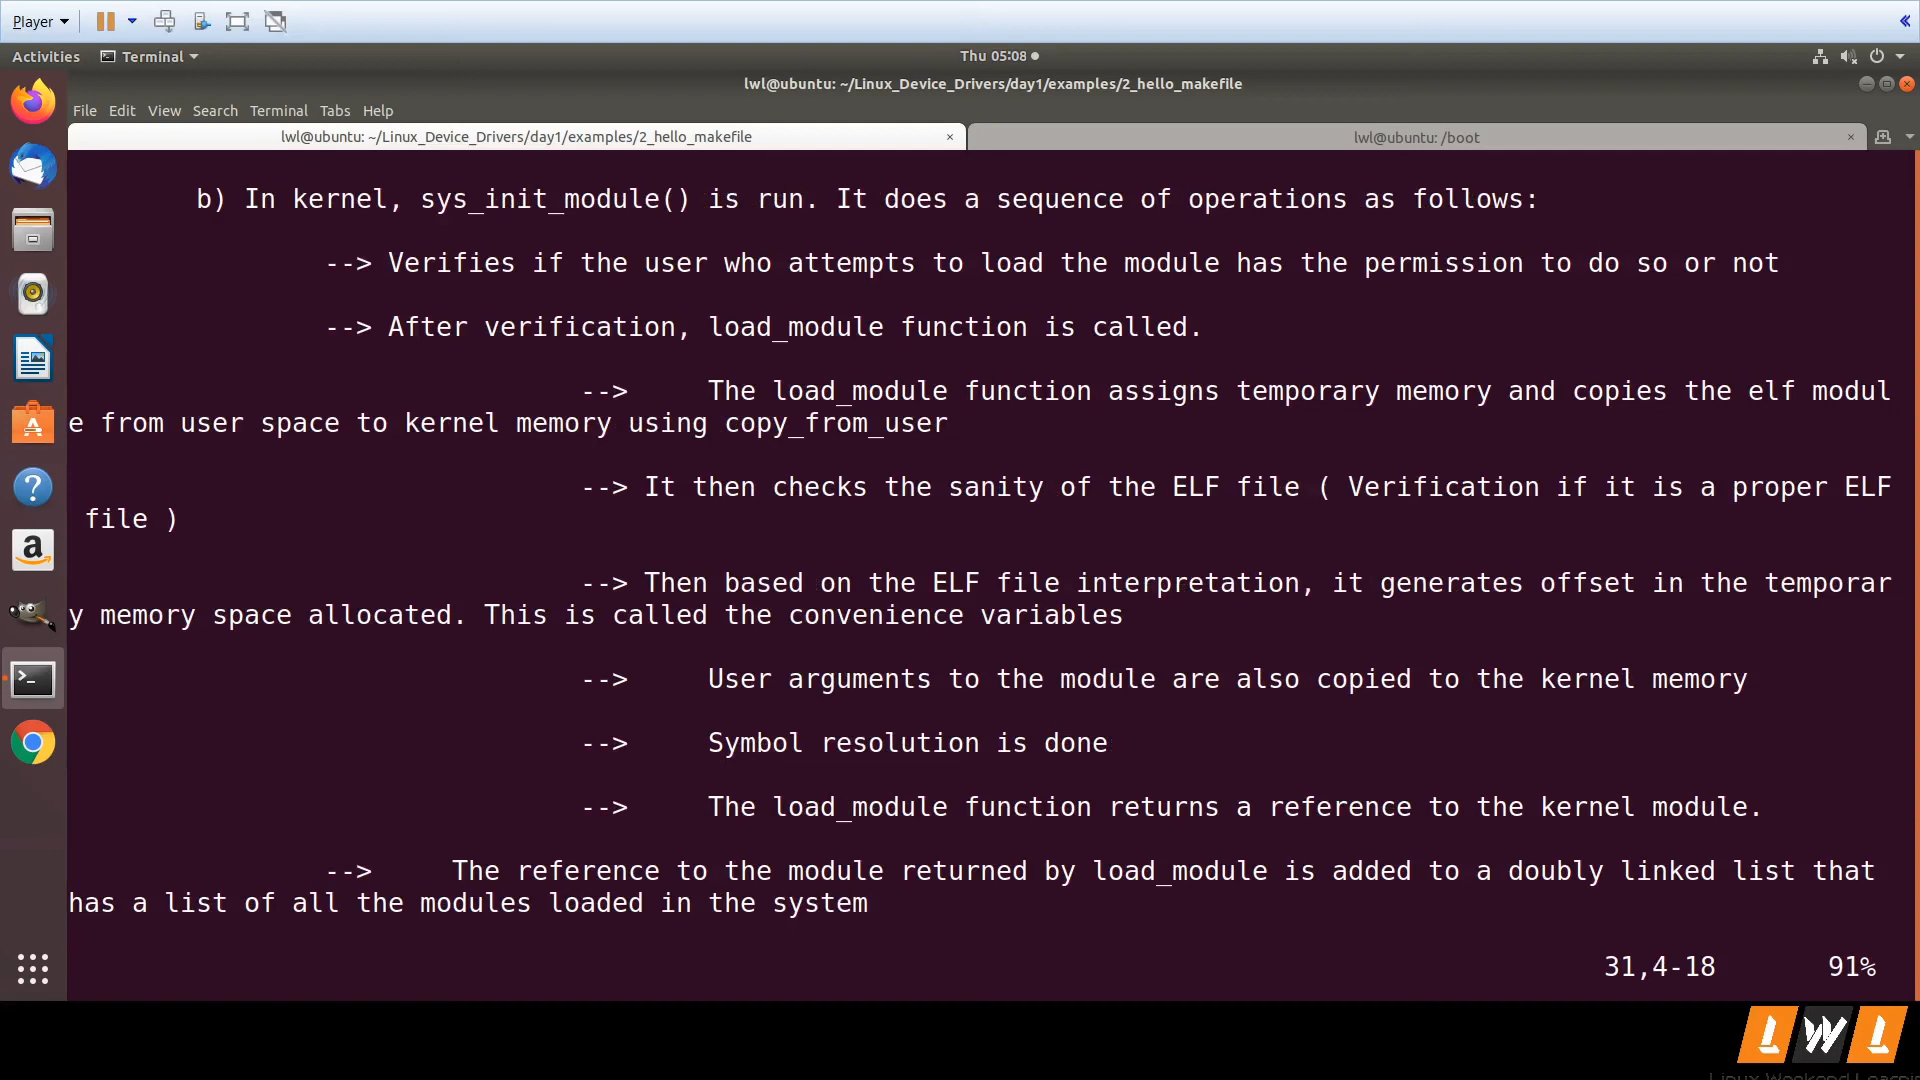 Player
Activities
Terminal
Thu 05:08
lwl@ubuntu: ~/Linux_Device_Drivers/day1/examples/2_hello_makefile
File Edit View Search Terminal Tabs Help
lwl@ubuntu: ~/Linux_Device_Drivers/day1/examples/2_hello_makefile
lwl@ubuntu: /boot
b) In kernel, sys_init_module() is run. It does a sequence of operations as follows:
--> Verifies if the user who attempts to load the module has the permission to do so or not
--> After verification, load_module function is called.
--> The load_module function assigns temporary memory and copies the elf modul
e from user space to kernel memory using copy_from_user
--> It then checks the sanity of the ELF file ( Verification if it is a proper ELF
file )
--> Then based on the ELF file interpretation, it generates offset in the temporar
y memory space allocated. This is called the convenience variables
--> User arguments to the module are also copied to the kernel memory
--> Symbol resolution is done
--> The load_module function returns a reference to the kernel module.
--> The reference to the module returned by load_module is added to a doubly linked list that
has a list of all the modules loaded in the system
31,4-18 91%
LWL